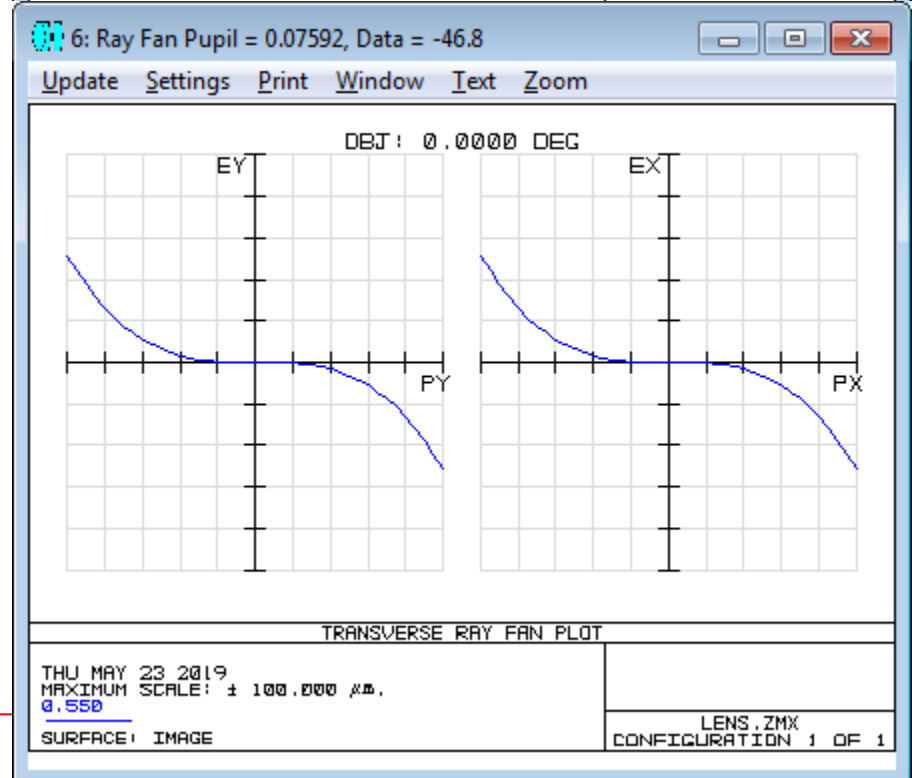 6: Ray Fan Pupil = 0.07592, Data = -46.8
Update Settings Print Window Text Zoom
OBJ: 0.0000 DEG
EY EX
PY PX
TRANSVERSE RAY FAN PLOT
THU MAY 23 2019
MAXIMUM SCALE: ± 100.000 µm.
0.550
SURFACE: IMAGE
LENS.ZMX
CONFIGURATION 1 OF 1